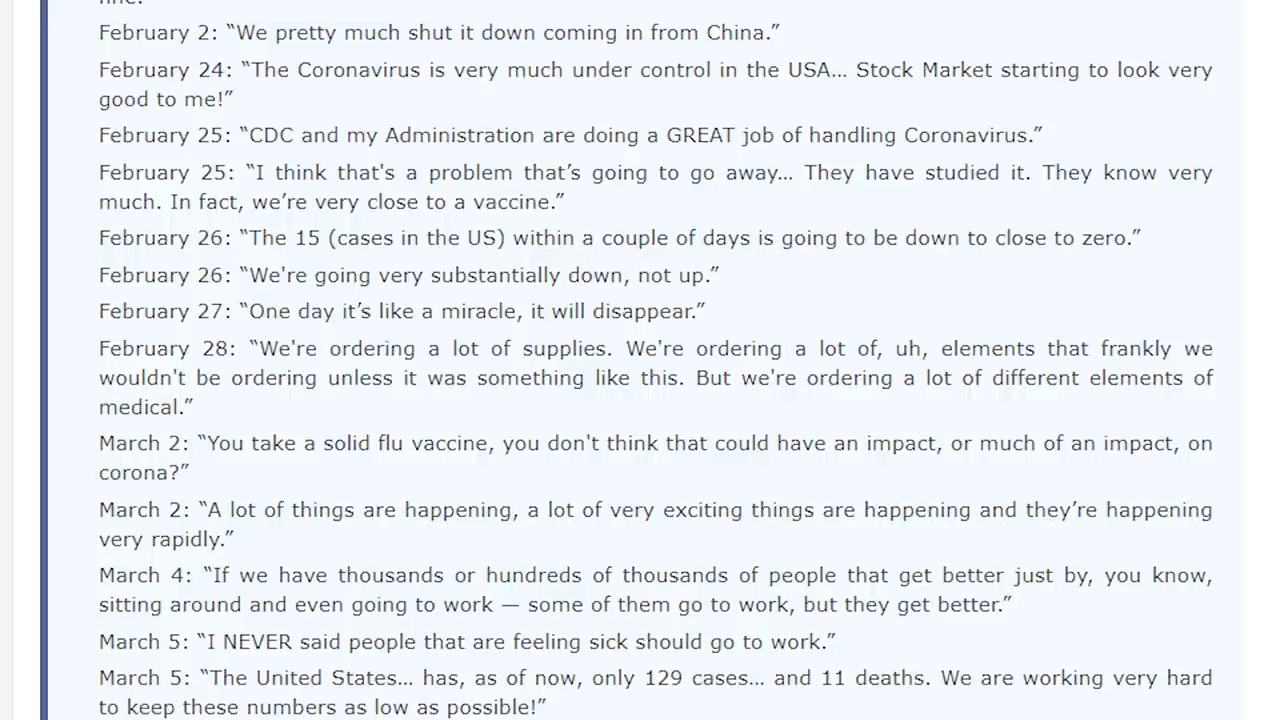 February 2: “We pretty much shut it down coming in from China.”
February 24: “The Coronavirus is very much under control in the USA… Stock Market starting to look very
good to me!”
February 25: “CDC and my Administration are doing a GREAT job of handling Coronavirus.”
February 25: “I think that's a problem that’s going to go away… They have studied it. They know very
much. In fact, we’re very close to a vaccine.”
February 26: “The 15 (cases in the US) within a couple of days is going to be down to close to zero.”
February 26: “We're going very substantially down, not up.”
February 27: “One day it’s like a miracle, it will disappear.”
February 28: “We're ordering a lot of supplies. We're ordering a lot of, uh, elements that frankly we
wouldn't be ordering unless it was something like this. But we're ordering a lot of different elements of
medical.”
March 2: “You take a solid flu vaccine, you don't think that could have an impact, or much of an impact, on
corona?”
March 2: “A lot of things are happening, a lot of very exciting things are happening and they’re happening
very rapidly.”
March 4: “If we have thousands or hundreds of thousands of people that get better just by, you know,
sitting around and even going to work — some of them go to work, but they get better.”
March 5: “I NEVER said people that are feeling sick should go to work.”
March 5: “The United States… has, as of now, only 129 cases… and 11 deaths. We are working very hard
to keep these numbers as low as possible!”